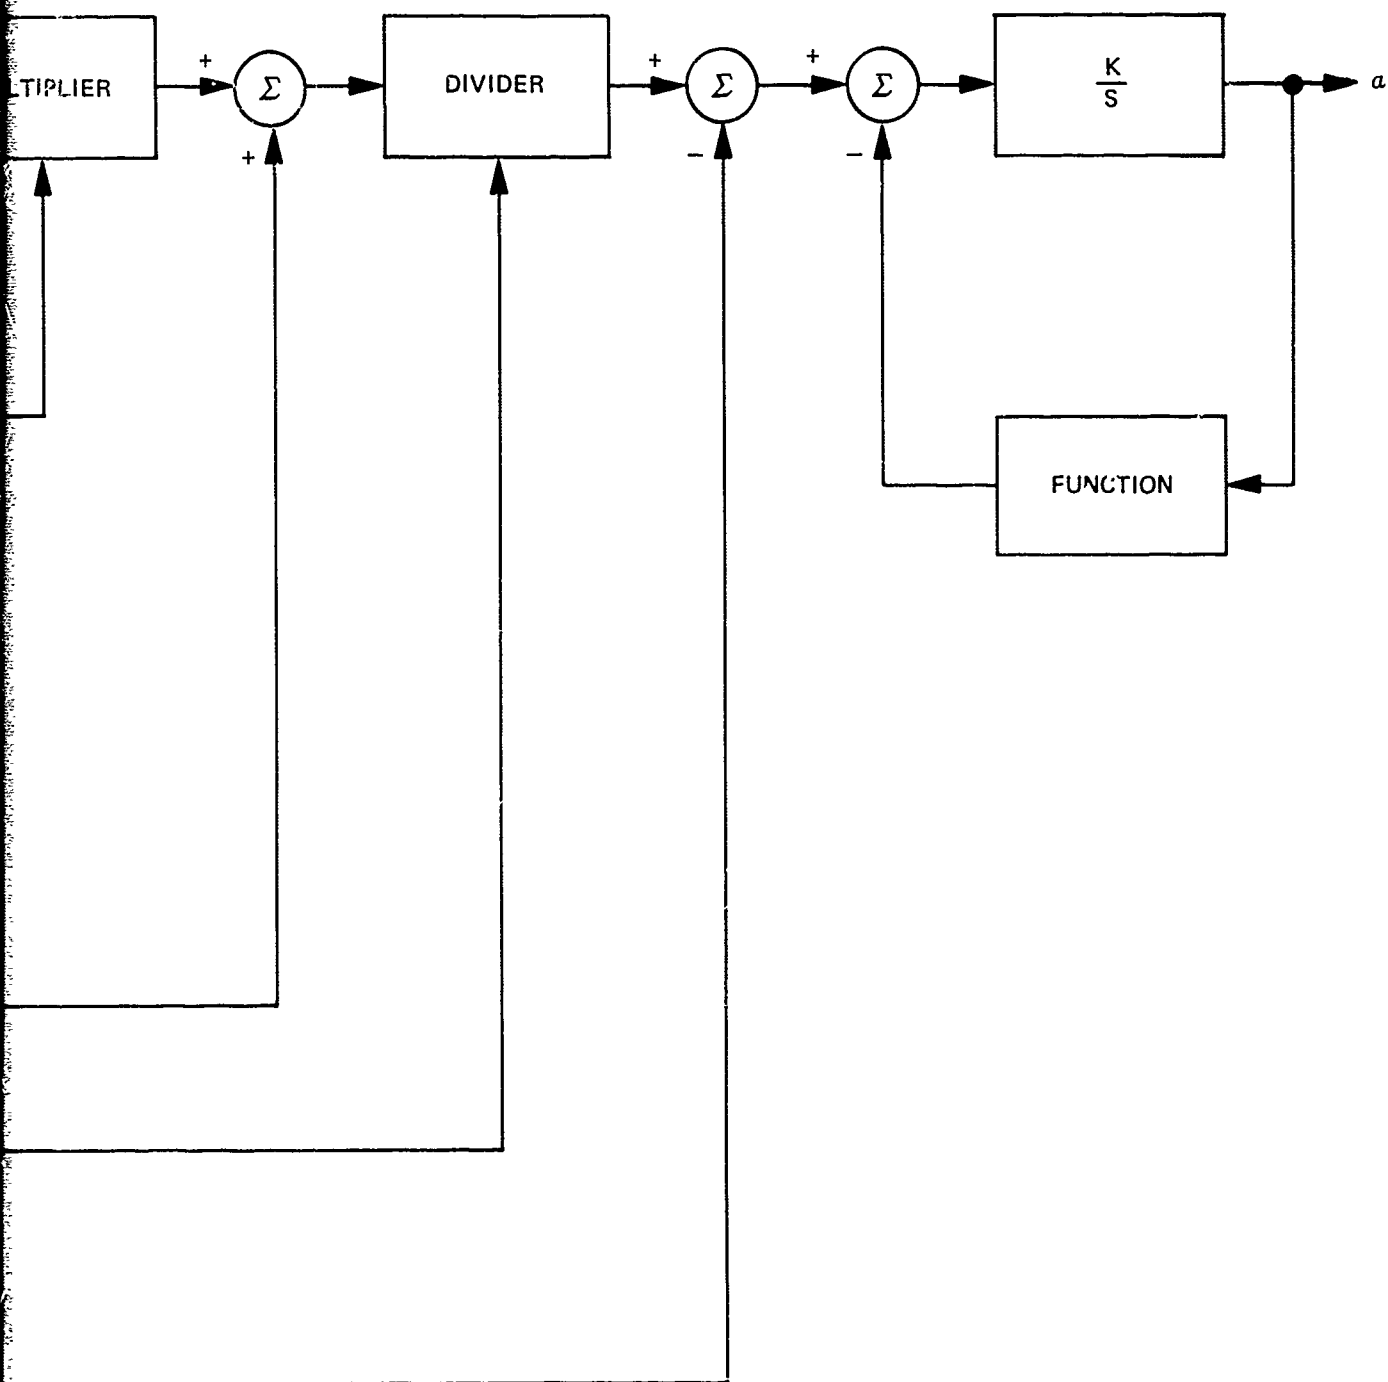 TIPLIER
+
Σ
+
DIVIDER
+
Σ
−
+
Σ
−
K
S
a
FUNCTION